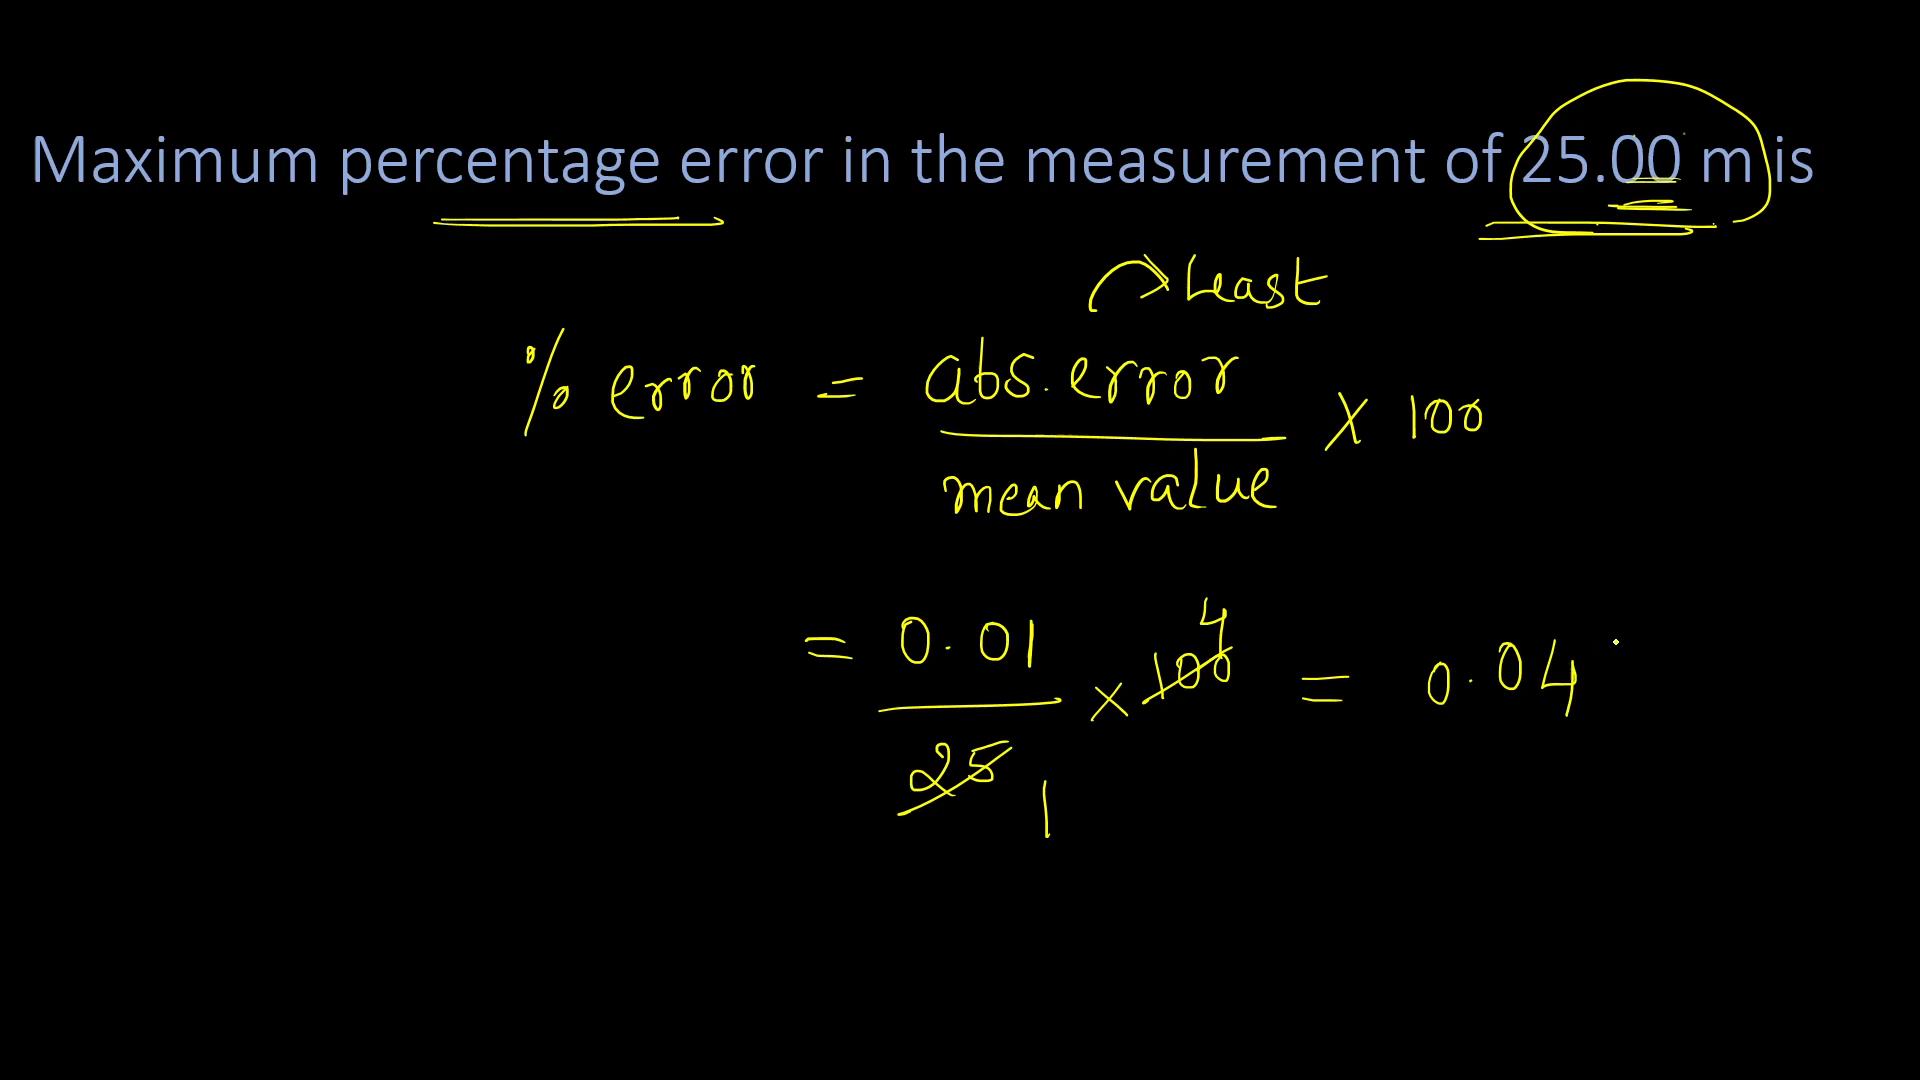 Maximum percentage error in the measurement of 25.00 m is
Least
% error = abs. error / mean value × 100
= 0.01 / 25 × 100 = 0.04
4
1